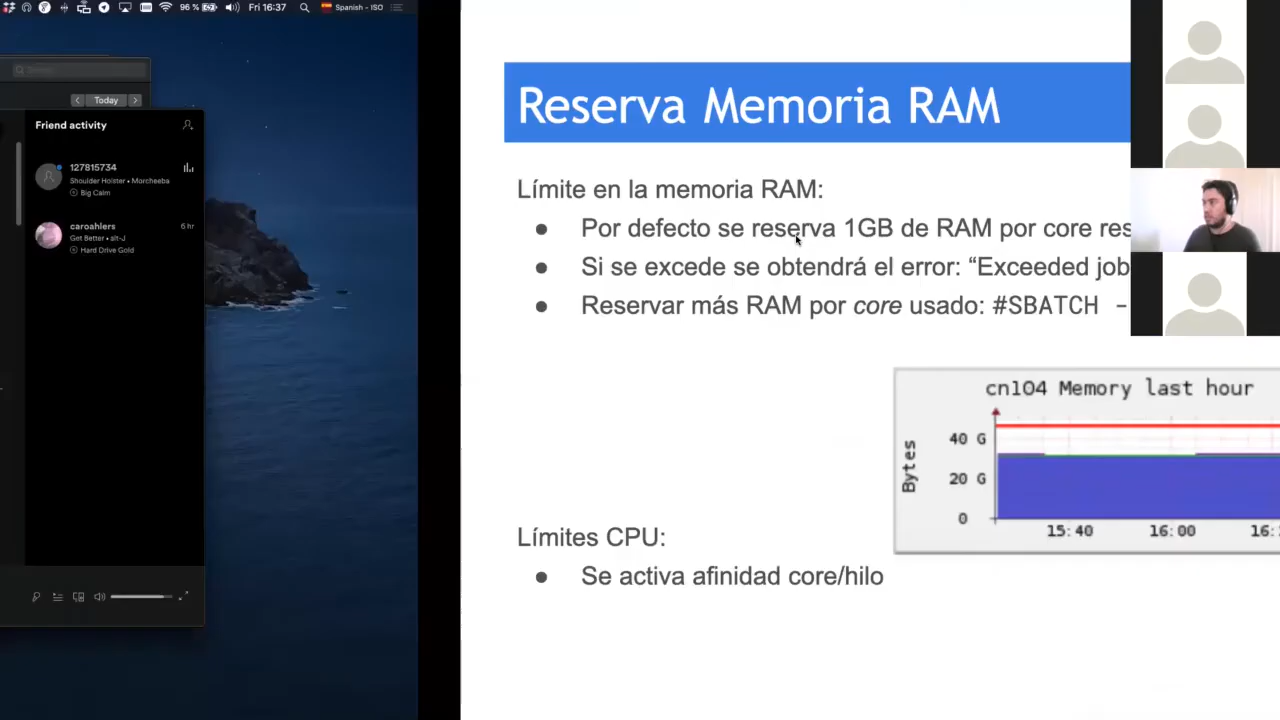 96 %
Fri 16:37
Spanish - ISO
Today
Friend activity
127815734
Shoulder Holster • Morcheeba
Big Calm
caroahlers
6 hr
Get Better • alt-J
Hard Drive Gold
Reserva Memoria RAM
Límite en la memoria RAM:
● Por defecto se reserva 1GB de RAM por core res
● Si se excede se obtendrá el error: “Exceeded job
● Reservar más RAM por core usado: #SBATCH -
cn104 Memory last hour
Bytes
40 G
20 G
0
15:40 16:00 16:
Límites CPU:
● Se activa afinidad core/hilo